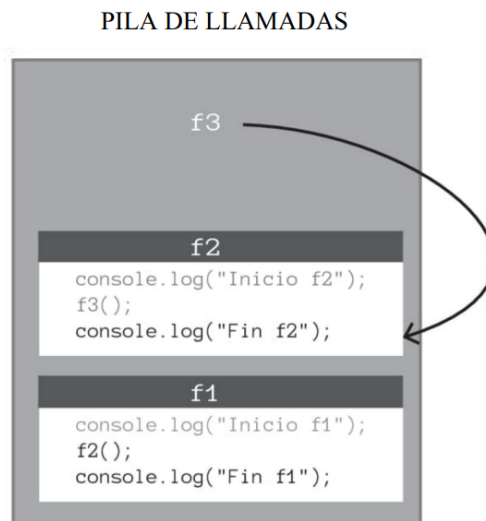 PILA DE LLAMADAS
f3
f2
console.log("Inicio f2");
f3();
console.log("Fin f2");
f1
console.log("Inicio f1");
f2();
console.log("Fin f1");